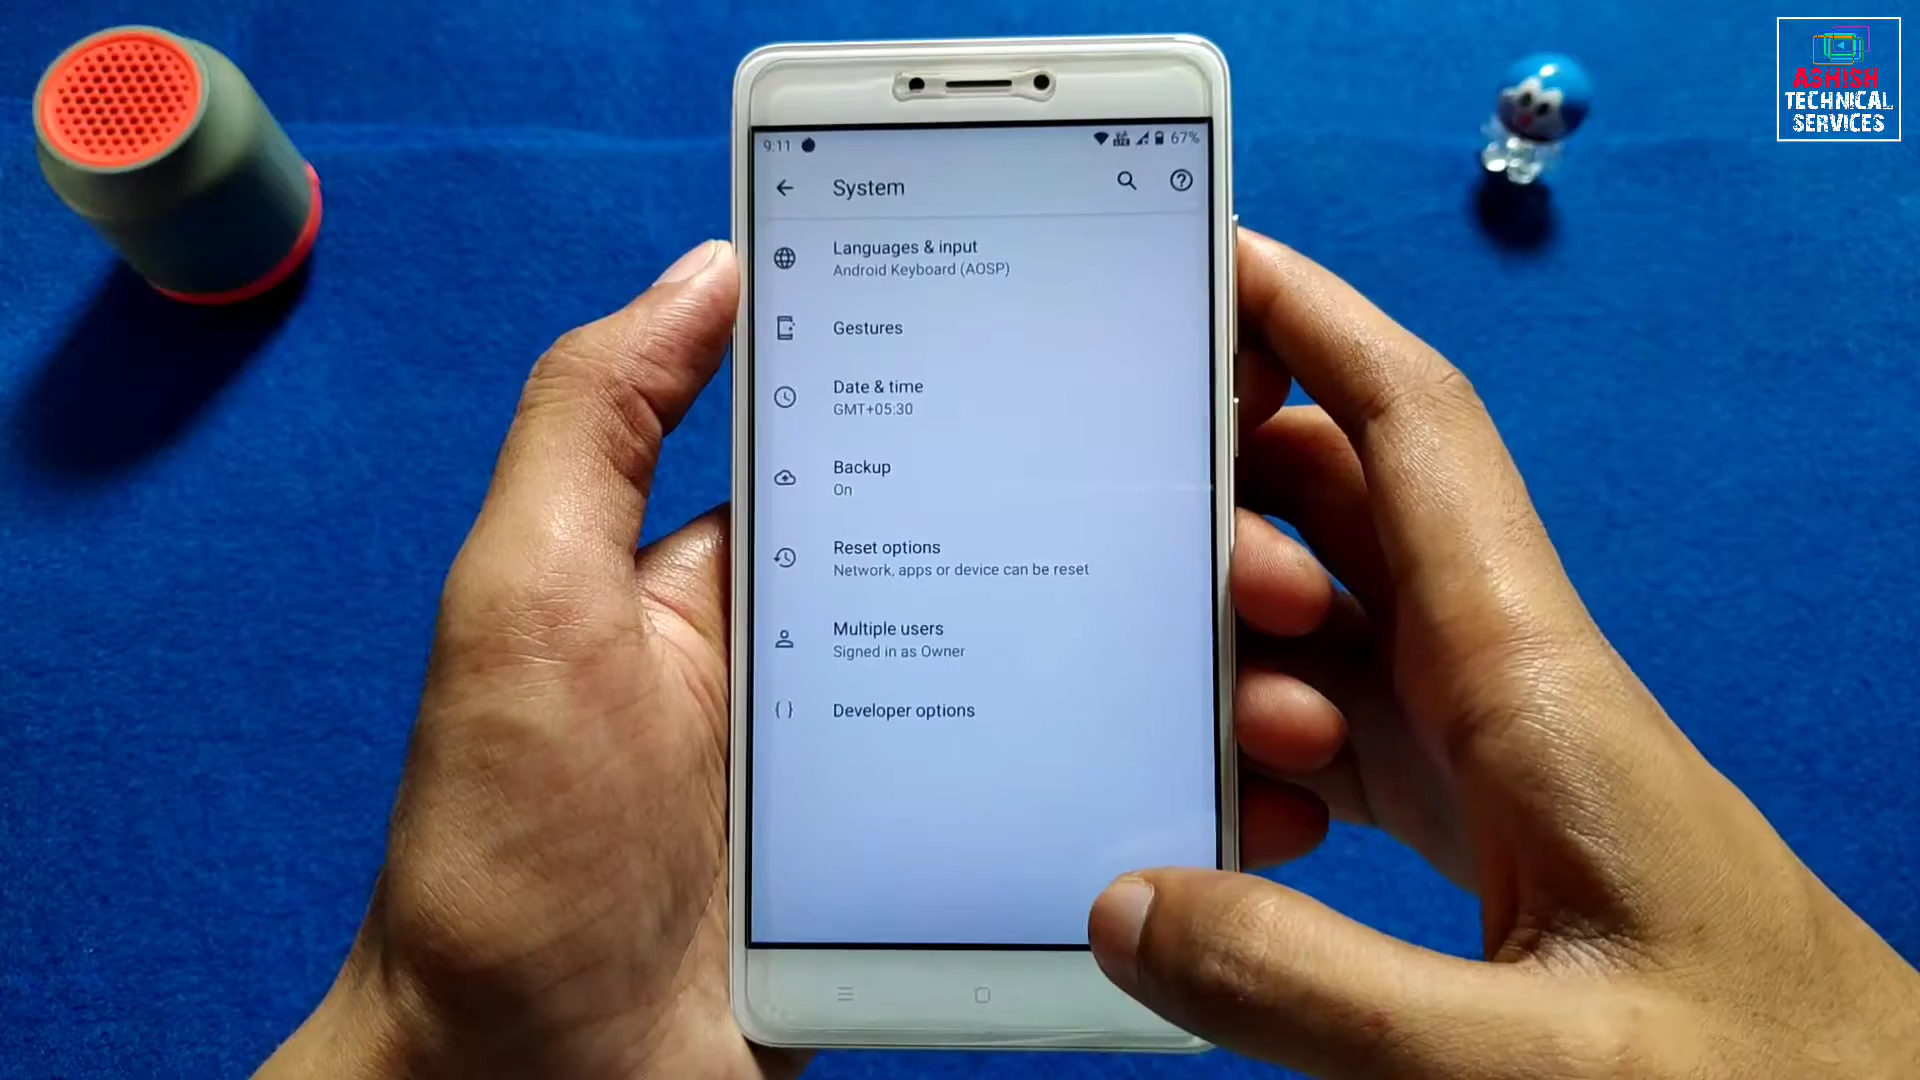 ASHISH
TECHNICAL
SERVICES
9:11
67%
System
Languages & input
Android Keyboard (AOSP)
Gestures
Date & time
GMT+05:30
Backup
On
Reset options
Network, apps or device can be reset
Multiple users
Signed in as Owner
{ } Developer options